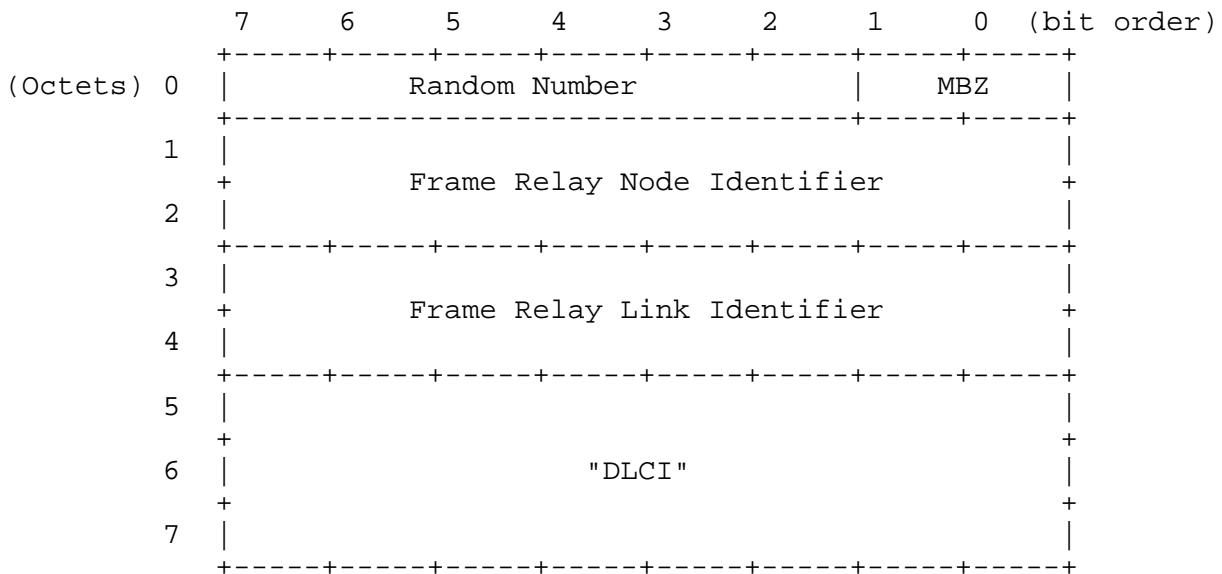 7 6 5 4 3 2 1 0 (bit order)
(Octets) 0 | Random Number | MBZ |
1
+ Frame Relay Node Identifier +
2
3
+ Frame Relay Link Identifier +
4
5
6 | "DLCI" |
7